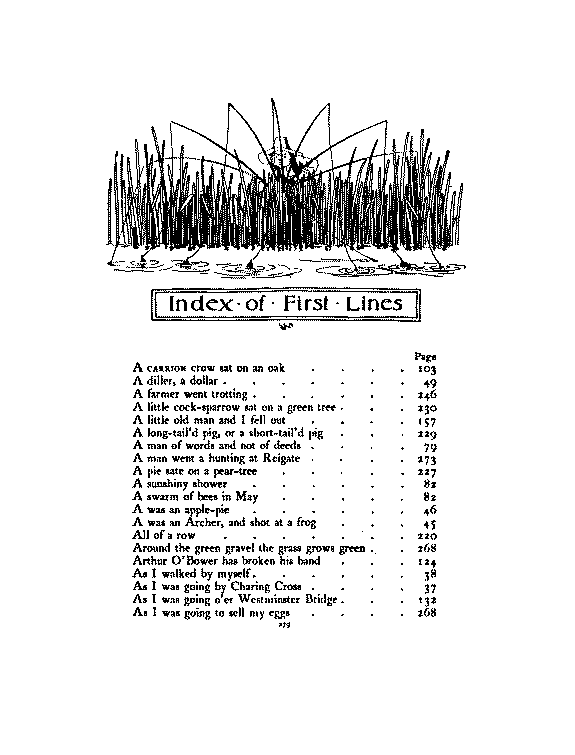 Index · of · First · Lines
Page
A CARRION crow sat on an oak . . . . 103
A diller, a dollar . . . . . . . 49
A farmer went trotting . . . . . . 246
A little cock-sparrow sat on a green tree . . . 230
A little old man and I fell out . . . . 157
A long-tail'd pig, or a short-tail'd pig . . . 229
A man of words and not of deeds . . . . 79
A man went a hunting at Reigate . . . . 273
A pie sate on a pear-tree . . . . . 227
A sunshiny shower . . . . . . 82
A swarm of bees in May . . . . . 82
A was an apple-pie . . . . . . 46
A was an Archer, and shot at a frog . . . 45
All of a row . . . . . . . 220
Around the green gravel the grass grows green . . 268
Arthur O'Bower has broken his band . . . 124
As I walked by myself . . . . . . 38
As I was going by Charing Cross . . . . 37
As I was going o'er Westminster Bridge . . . 132
As I was going to sell my eggs . . . . 268